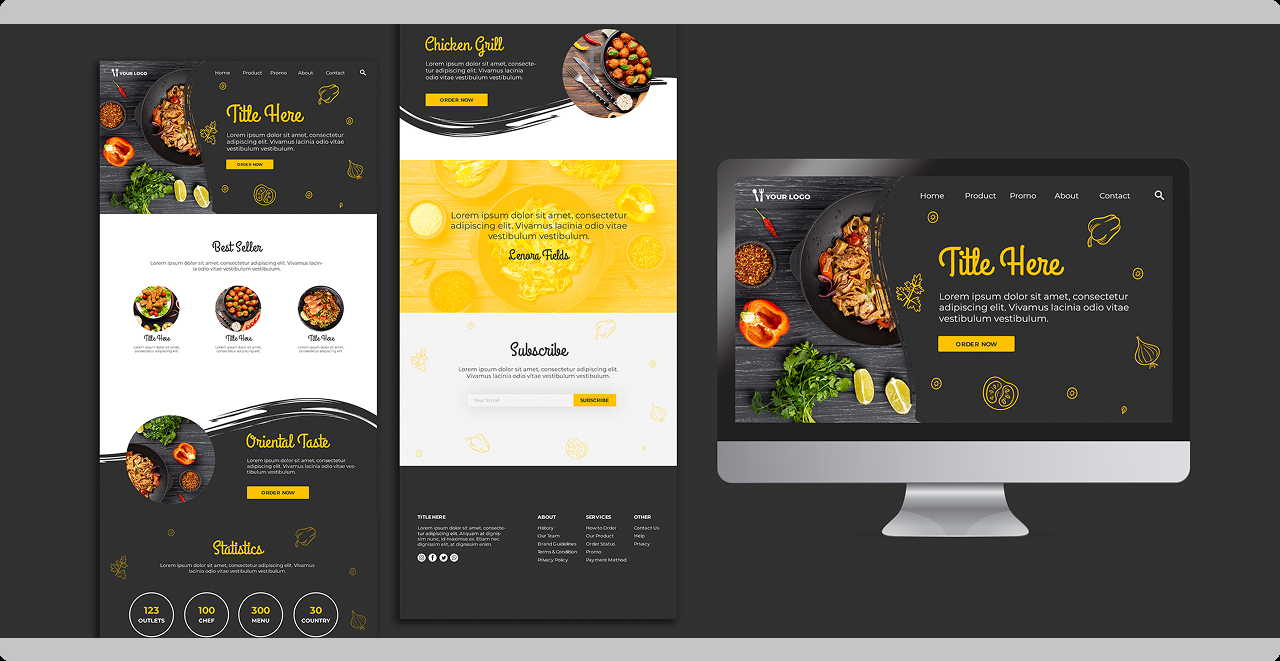 YOUR LOGO
Home Product Promo About Contact
Title Here
Lorem ipsum dolor sit amet, consectetur
adipiscing elit. Vivamus lacinia odio vitae
vestibulum vestibulum.
ORDER NOW
Best Seller
Lorem ipsum dolor sit amet, consectetur adipiscing elit. Vivamus lacin-
ia odio vitae vestibulum vestibulum.
Title Here
Lorem ipsum dolor sit amet,
consectetur adipiscing elit.
Title Here
Lorem ipsum dolor sit amet,
consectetur adipiscing elit.
Title Here
Lorem ipsum dolor sit amet,
consectetur adipiscing elit.
Oriental Taste
Lorem ipsum dolor sit amet, consectetur
adipiscing elit. Vivamus lacinia odio vitae ves-
tibulum vestibulum.
ORDER NOW
Statistics
Lorem ipsum dolor sit amet, consectetur adipiscing elit. Vivamus
lacinia odio vitae vestibulum vestibulum.
123
OUTLETS
100
CHEF
300
MENU
30
COUNTRY
Chicken Grill
Lorem ipsum dolor sit amet, consecte-
tur adipiscing elit. Vivamus lacinia
odio vitae vestibulum vestibulum.
ORDER NOW
Lorem ipsum dolor sit amet, consectetur
adipiscing elit. Vivamus lacinia odio vitae
vestibulum vestibulum.
Lenora Fields
Subscribe
Lorem ipsum dolor sit amet, consectetur adipiscing elit.
Vivamus lacinia odio vitae vestibulum vestibulum.
Your Email
SUBSCRIBE
TITLE HERE
Lorem ipsum dolor sit amet, consecte-
tur adipiscing elit. Aliquam at dignis-
sim nunc, id maximus ex. Etiam nec
dignissim elit, at dignissim enim.
ABOUT
History
Our Team
Brand Guidelines
Terms & Condition
Privacy Policy
SERVICES
How to Order
Our Product
Order Status
Promo
Payment Method
OTHER
Contact Us
Help
Privacy
YOUR LOGO
Home Product Promo About Contact
Title Here
Lorem ipsum dolor sit amet, consectetur
adipiscing elit. Vivamus lacinia odio vitae
vestibulum vestibulum.
ORDER NOW